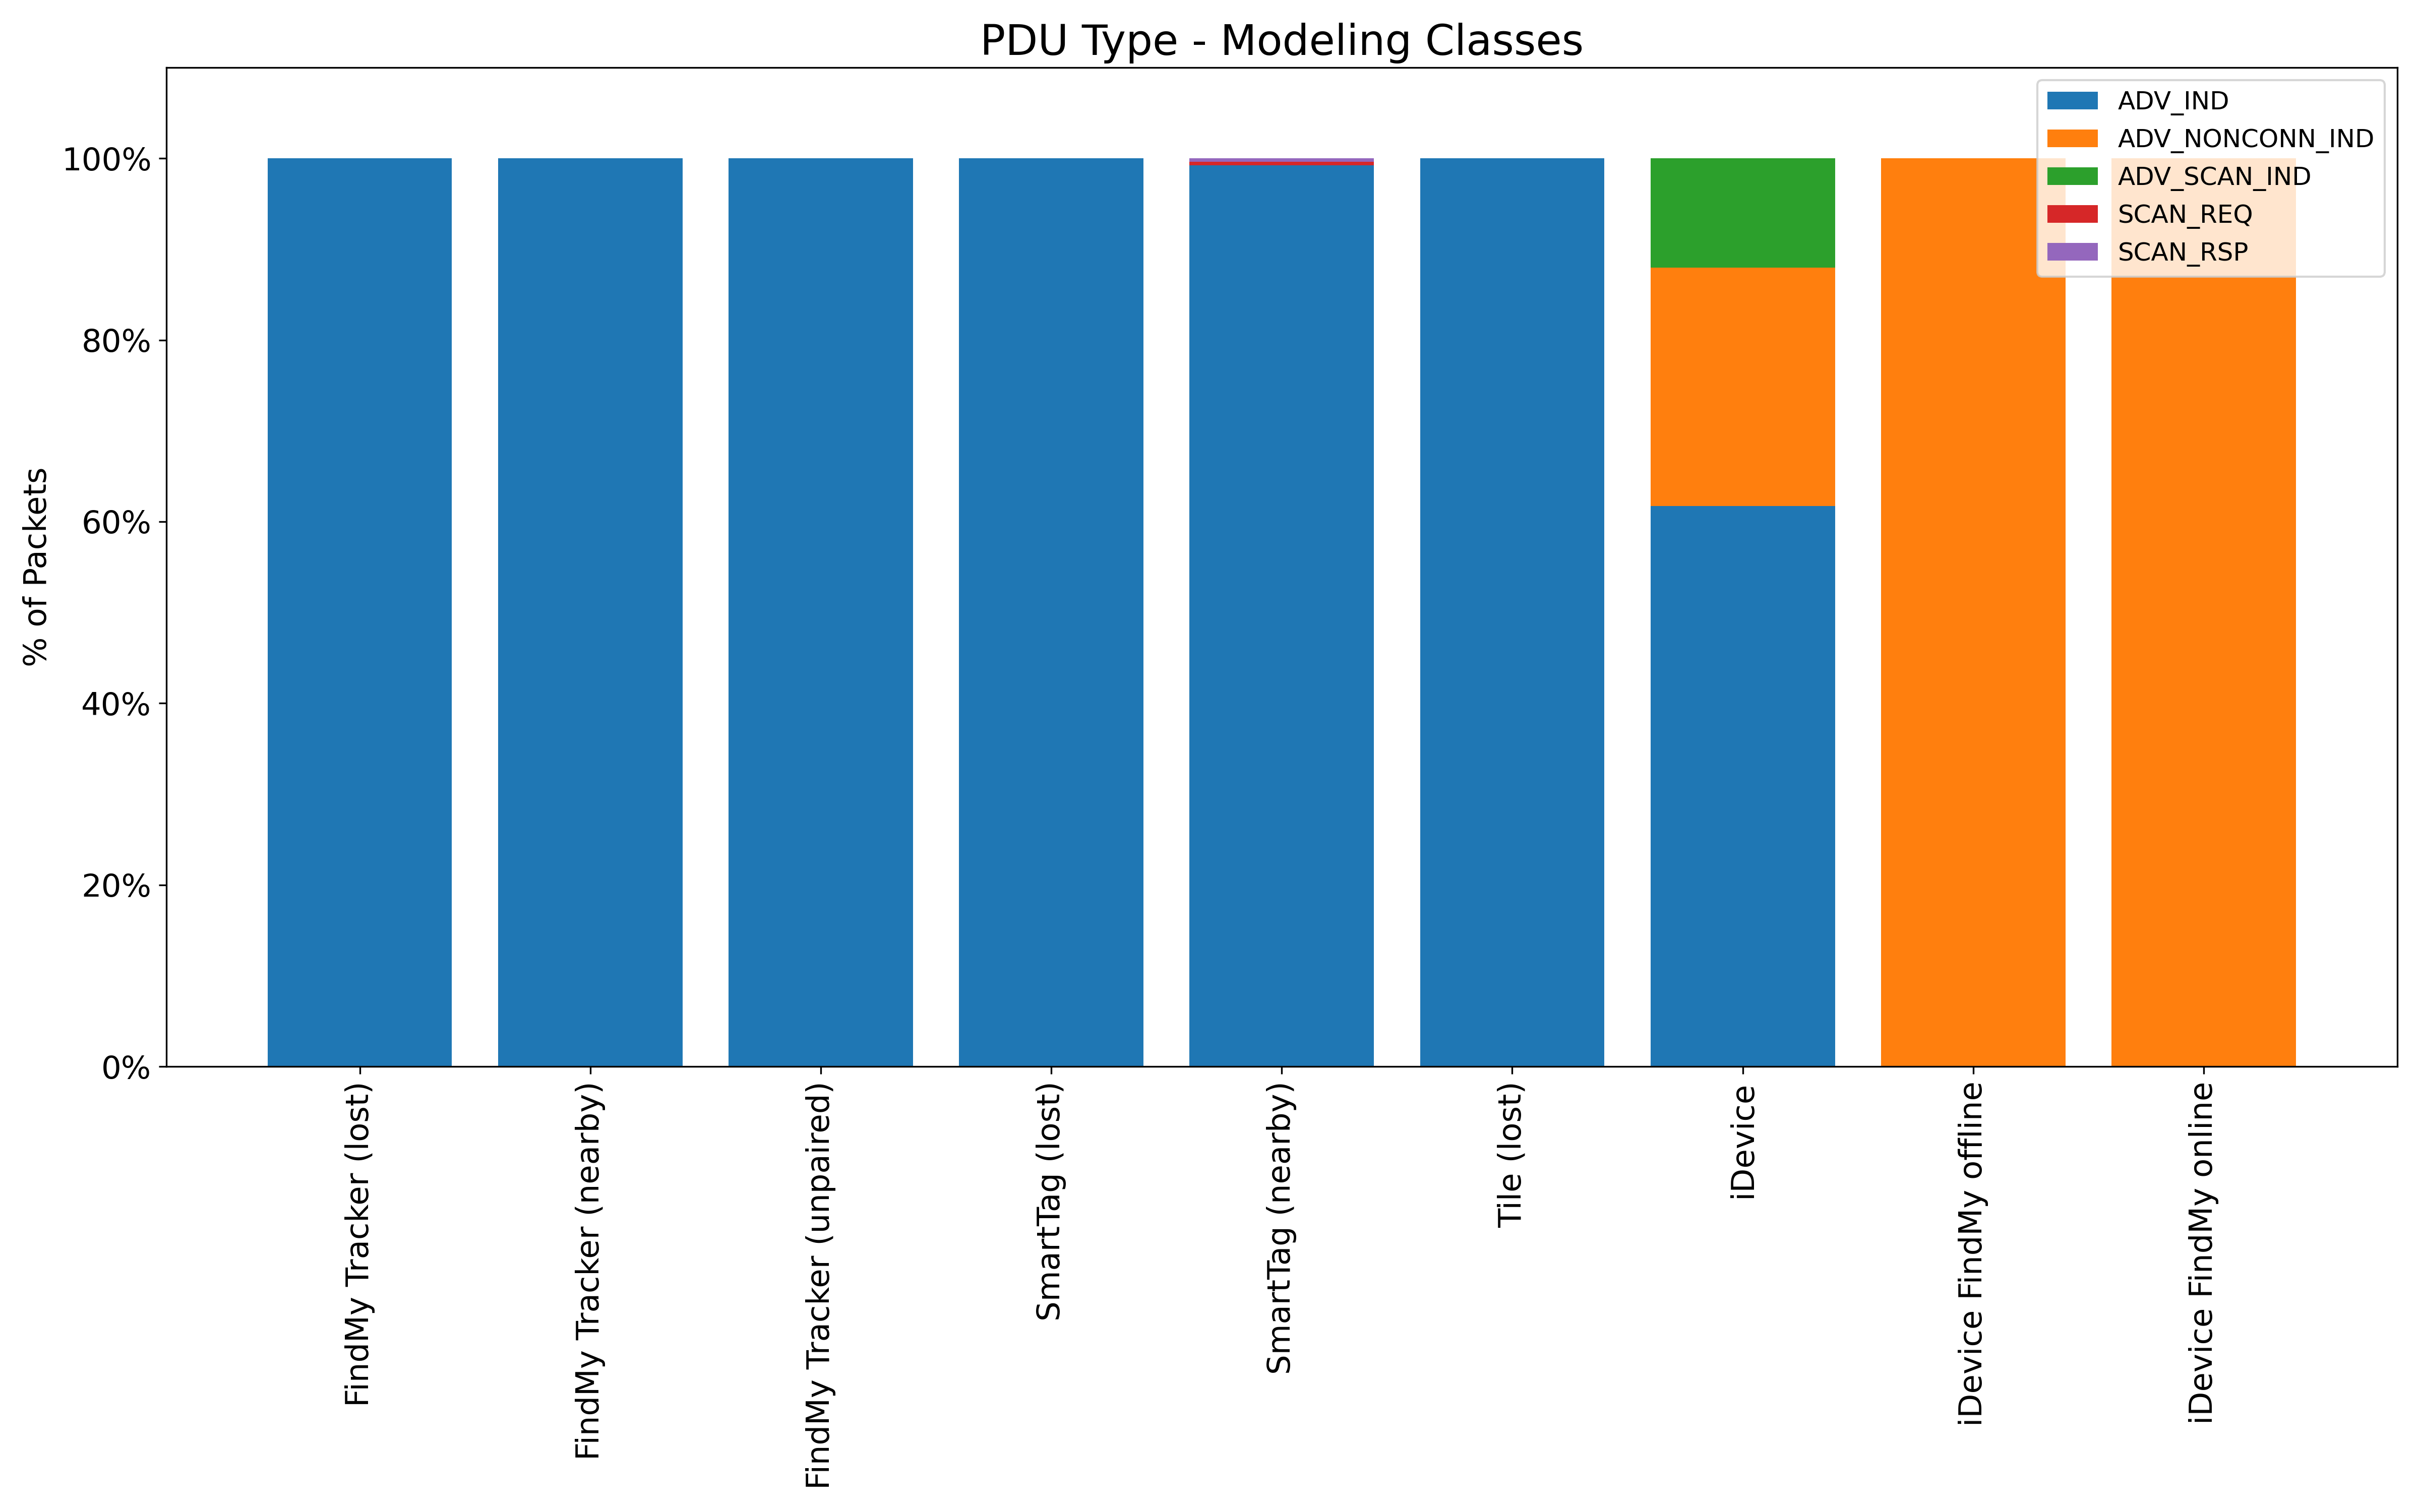 PDU Type - Modeling Classes
ADV_IND
ADV_NONCONN_IND
ADV_SCAN_IND
SCAN_REQ
SCAN_RSP
% of Packets
100%
80%
60%
40%
20%
0%
FindMy Tracker (lost)
FindMy Tracker (nearby)
FindMy Tracker (unpaired)
SmartTag (lost)
SmartTag (nearby)
Tile (lost)
iDevice
iDevice FindMy offline
iDevice FindMy online